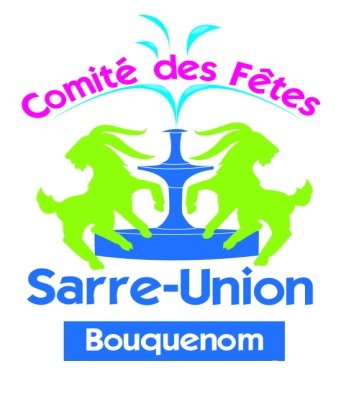 Comité des Fêtes
Sarre-Union
Bouquenom